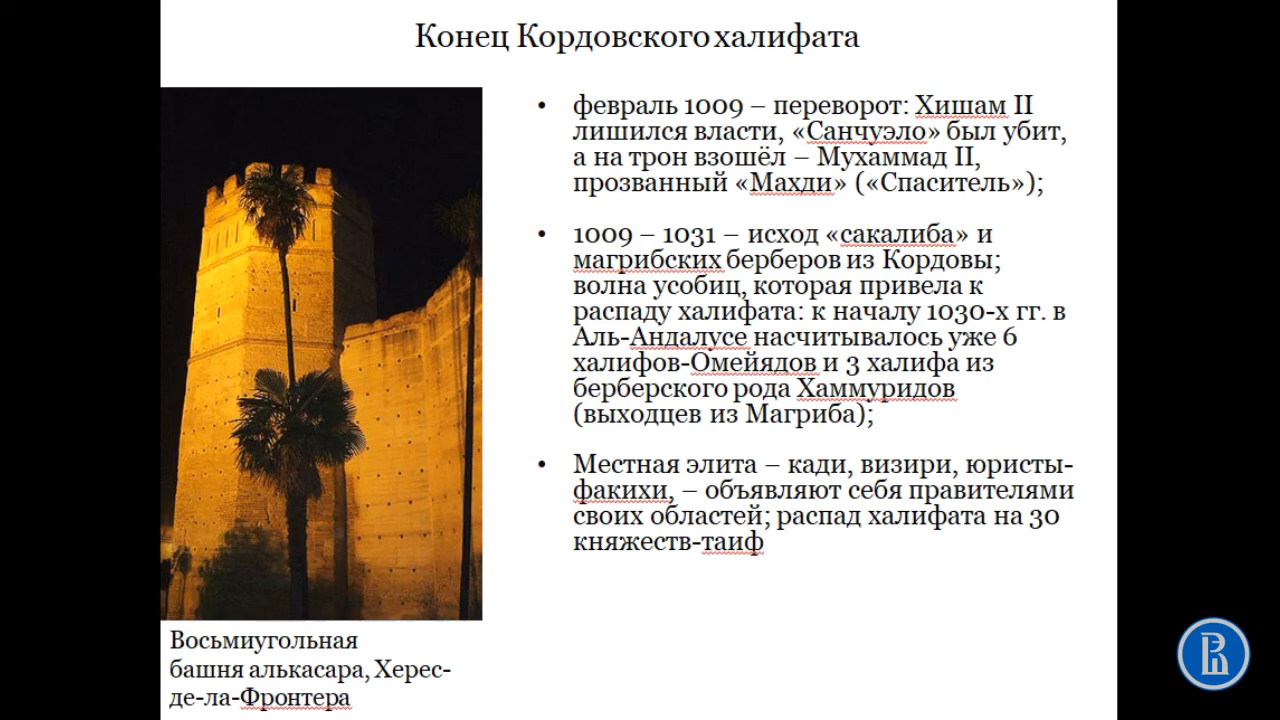 Конец Кордовского халифата
• февраль 1009 – переворот: Хишам II
лишился власти, «Санчуэло» был убит,
а на трон взошёл – Мухаммад II,
прозванный «Махди» («Спаситель»);
• 1009 – 1031 – исход «сакалиба» и
магрибских берберов из Кордовы;
волна усобиц, которая привела к
распаду халифата: к началу 1030-х гг. в
Аль-Андалусе насчитывалось уже 6
халифов-Омейядов и 3 халифа из
берберского рода Хаммуридов
(выходцев из Магриба);
• Местная элита – кади, визири, юристы-
факихи, – объявляют себя правителями
своих областей; распад халифата на 30
княжеств-таиф
Восьмиугольная
башня алькасара, Херес-
де-ла-Фронтера